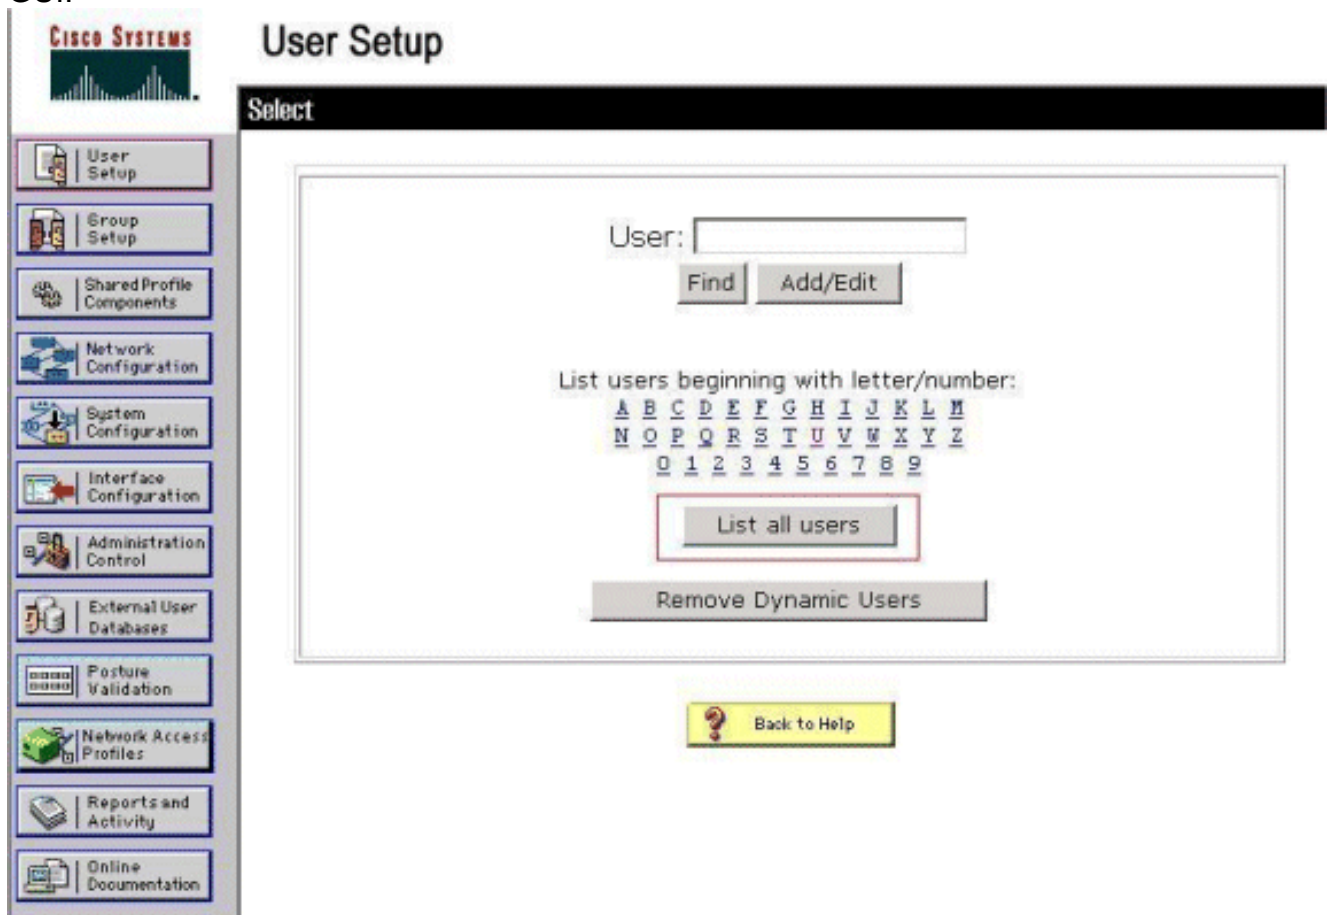 CISCO SYSTEMS
User Setup
Select
User
Setup
Group
Setup
Shared Profile
Components
Network
Configuration
System
Configuration
Interface
Configuration
Administration
Control
External User
Databases
Posture
Validation
Network Access
Profiles
Reports and
Activity
Online
Documentation
User:
Find Add/Edit
List users beginning with letter/number:
A B C D E F G H I J K L M
N O P Q R S T U V W X Y Z
0 1 2 3 4 5 6 7 8 9
List all users
Remove Dynamic Users
? Back to Help